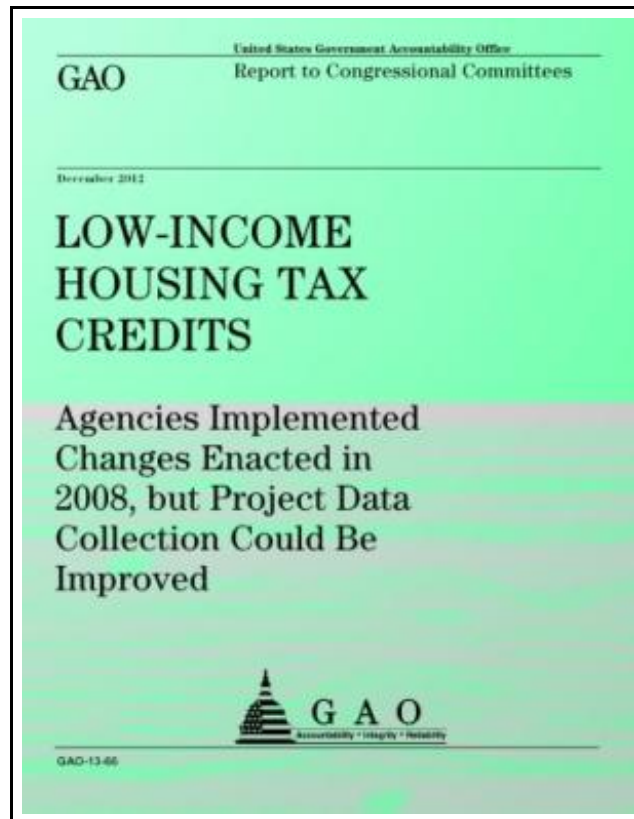 United States Government Accountability Office
GAO
Report to Congressional Committees
December 2012
LOW-INCOME
HOUSING TAX
CREDITS
Agencies Implemented
Changes Enacted in
2008, but Project Data
Collection Could Be
Improved
G A O
Accountability * Integrity * Reliability
GAO-13-66